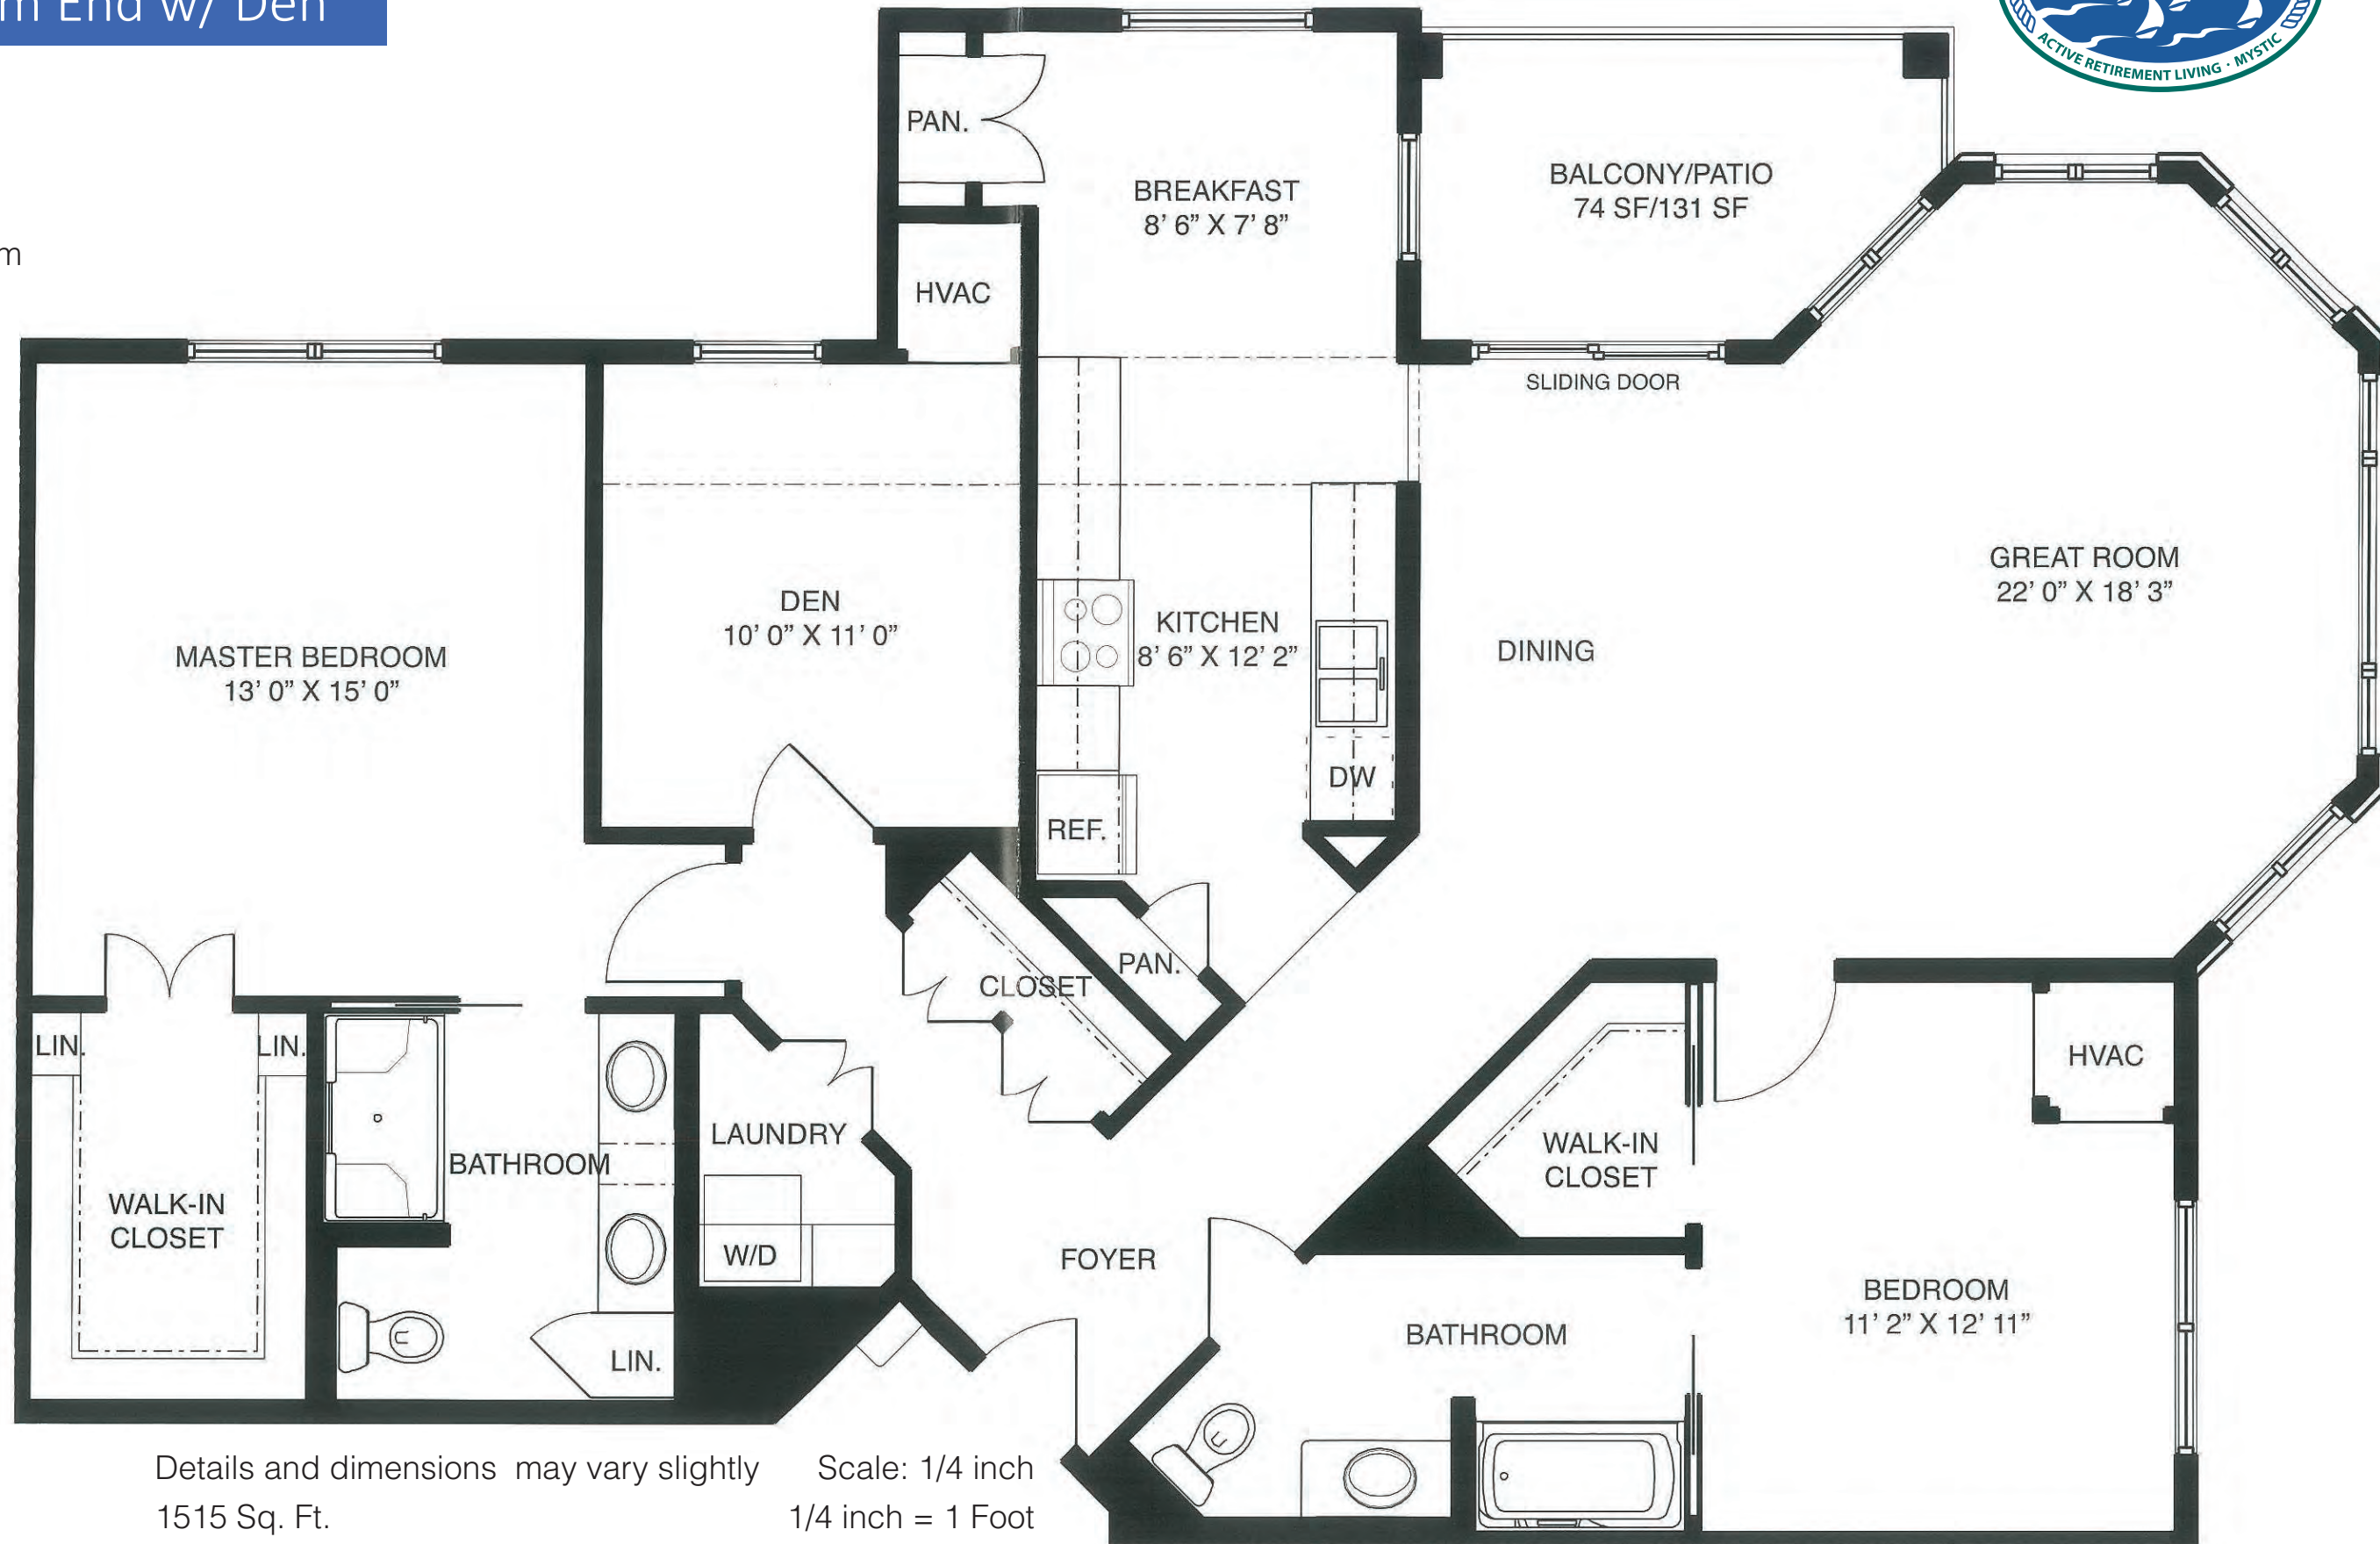 m End w/ Den
ACTIVE RETIREMENT LIVING · MYSTIC
m
PAN.
BREAKFAST
8’ 6” X 7’ 8”
BALCONY/PATIO
74 SF/131 SF
HVAC
SLIDING DOOR
GREAT ROOM
22’ 0” X 18’ 3”
DEN
10’ 0” X 11’ 0”
KITCHEN
8’ 6” X 12’ 2”
DINING
MASTER BEDROOM
13’ 0” X 15’ 0”
DW
REF.
PAN.
CLOSET
LIN.
LIN.
HVAC
LAUNDRY
BATHROOM
WALK-IN
CLOSET
WALK-IN
CLOSET
W/D
FOYER
BEDROOM
11’ 2” X 12’ 11”
BATHROOM
LIN.
Details and dimensions may vary slightly
1515 Sq. Ft.
Scale: 1/4 inch
1/4 inch = 1 Foot